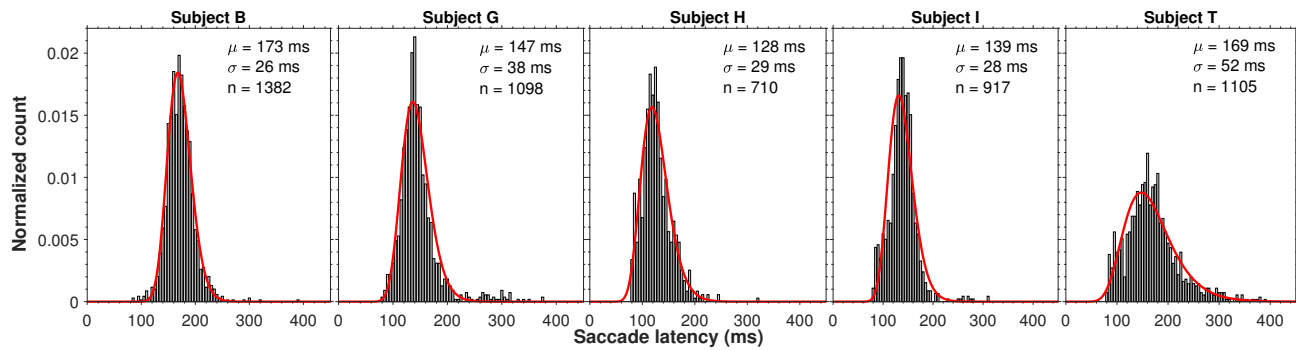 Subject B
Subject G
Subject H
Subject I
Subject T
μ = 173 ms
σ = 26 ms
n = 1382
μ = 147 ms
σ = 38 ms
n = 1098
μ = 128 ms
σ = 29 ms
n = 710
μ = 139 ms
σ = 28 ms
n = 917
μ = 169 ms
σ = 52 ms
n = 1105
Normalized count
0.02
0.015
0.01
0.005
0
0 100 200 300 400
0 100 200 300 400
0 100 200 300 400
0 100 200 300 400
0 100 200 300 400
Saccade latency (ms)